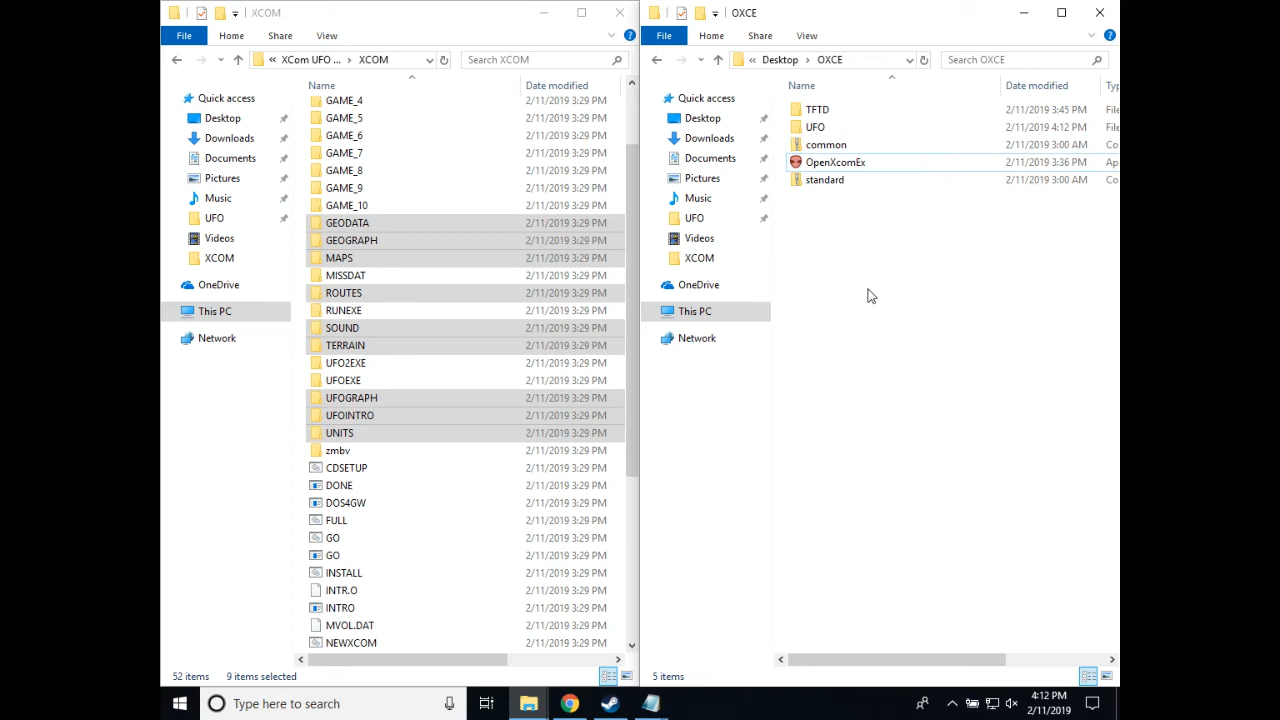 XCOM
File Home Share View
« XCom UFO ... > XCOM
Search XCOM
Name Date modified
Quick access
Desktop
Downloads
Documents
Pictures
Music
UFO
Videos
XCOM
OneDrive
This PC
Network
GAME_4 2/11/2019 3:29 PM
GAME_5 2/11/2019 3:29 PM
GAME_6 2/11/2019 3:29 PM
GAME_7 2/11/2019 3:29 PM
GAME_8 2/11/2019 3:29 PM
GAME_9 2/11/2019 3:29 PM
GAME_10 2/11/2019 3:29 PM
GEODATA 2/11/2019 3:29 PM
GEOGRAPH 2/11/2019 3:29 PM
MAPS 2/11/2019 3:29 PM
MISSDAT 2/11/2019 3:29 PM
ROUTES 2/11/2019 3:29 PM
RUNEXE 2/11/2019 3:29 PM
SOUND 2/11/2019 3:29 PM
TERRAIN 2/11/2019 3:29 PM
UFO2EXE 2/11/2019 3:29 PM
UFOEXE 2/11/2019 3:29 PM
UFOGRAPH 2/11/2019 3:29 PM
UFOINTRO 2/11/2019 3:29 PM
UNITS 2/11/2019 3:29 PM
zmbv 2/11/2019 3:29 PM
CDSETUP 2/11/2019 3:29 PM
DONE 2/11/2019 3:29 PM
DOS4GW 2/11/2019 3:29 PM
FULL 2/11/2019 3:29 PM
GO 2/11/2019 3:29 PM
GO 2/11/2019 3:29 PM
INSTALL 2/11/2019 3:29 PM
INTR.O 2/11/2019 3:29 PM
INTRO 2/11/2019 3:29 PM
MVOL.DAT 2/11/2019 3:29 PM
NEWXCOM 2/11/2019 3:29 PM
52 items 9 items selected
OXCE
File Home Share View
« Desktop > OXCE
Search OXCE
Name Date modified Ty
Quick access
Desktop
Downloads
Documents
Pictures
Music
UFO
Videos
XCOM
OneDrive
This PC
Network
TFTD 2/11/2019 3:45 PM File
UFO 2/11/2019 4:12 PM File
common 2/11/2019 3:00 AM Co
OpenXcomEx 2/11/2019 3:36 PM Ap
standard 2/11/2019 3:00 AM Co
5 items
Type here to search
4:12 PM
2/11/2019